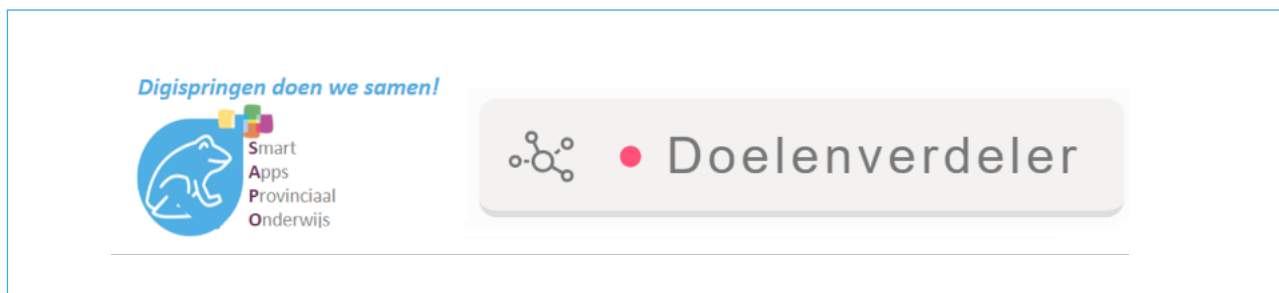 Digispringen doen we samen!
Smart
Apps
Provinciaal
Onderwijs
Doelenverdeler